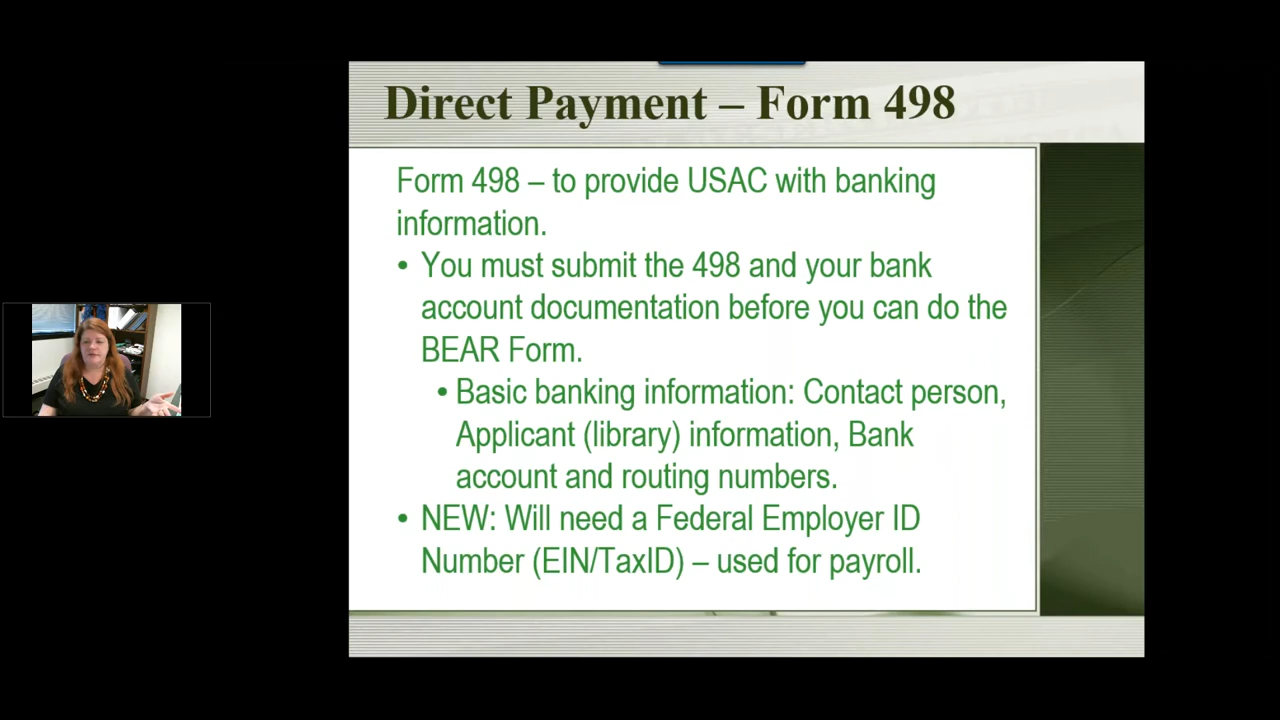 Direct Payment – Form 498
Form 498 – to provide USAC with banking
information.
• You must submit the 498 and your bank
account documentation before you can do the
BEAR Form.
• Basic banking information: Contact person,
Applicant (library) information, Bank
account and routing numbers.
• NEW: Will need a Federal Employer ID
Number (EIN/TaxID) – used for payroll.